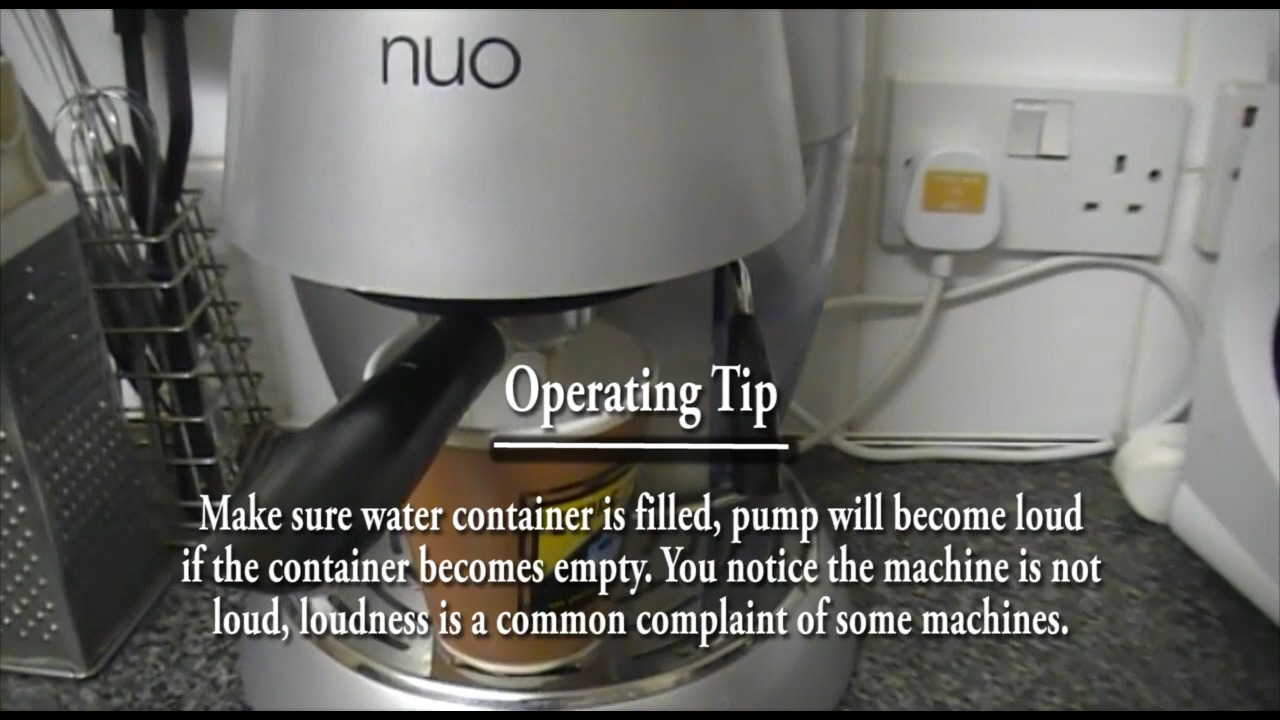 nuo
Operating Tip
Make sure water container is filled, pump will become loud
if the container becomes empty. You notice the machine is not
loud, loudness is a common complaint of some machines.